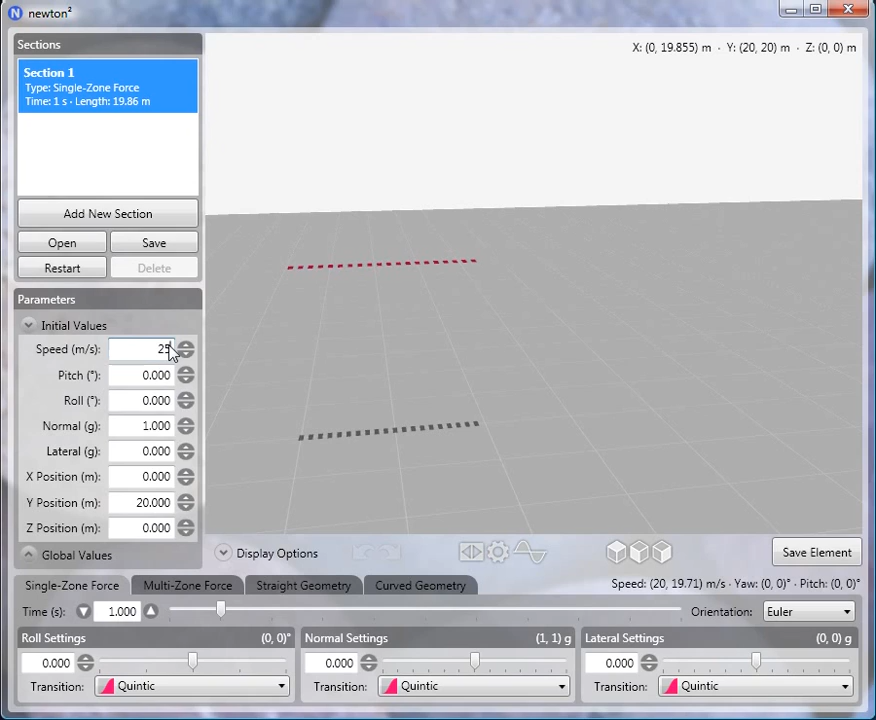 newton²
Sections
Section 1
Type: Single-Zone Force
Time: 1 s · Length: 19.86 m
Add New Section
Open
Save
Restart
Delete
Parameters
Initial Values
Speed (m/s): 25
Pitch (°): 0.000
Roll (°): 0.000
Normal (g): 1.000
Lateral (g): 0.000
X Position (m): 0.000
Y Position (m): 20.000
Z Position (m): 0.000
Global Values
X: (0, 19.855) m · Y: (20, 20) m · Z: (0, 0) m
Display Options
Save Element
Single-Zone Force
Multi-Zone Force
Straight Geometry
Curved Geometry
Speed: (20, 19.71) m/s · Yaw: (0, 0)° · Pitch: (0, 0)°
Time (s): 1.000
Orientation: Euler
Roll Settings (0, 0)°
0.000
Transition: Quintic
Normal Settings (1, 1) g
0.000
Transition: Quintic
Lateral Settings (0, 0) g
0.000
Transition: Quintic